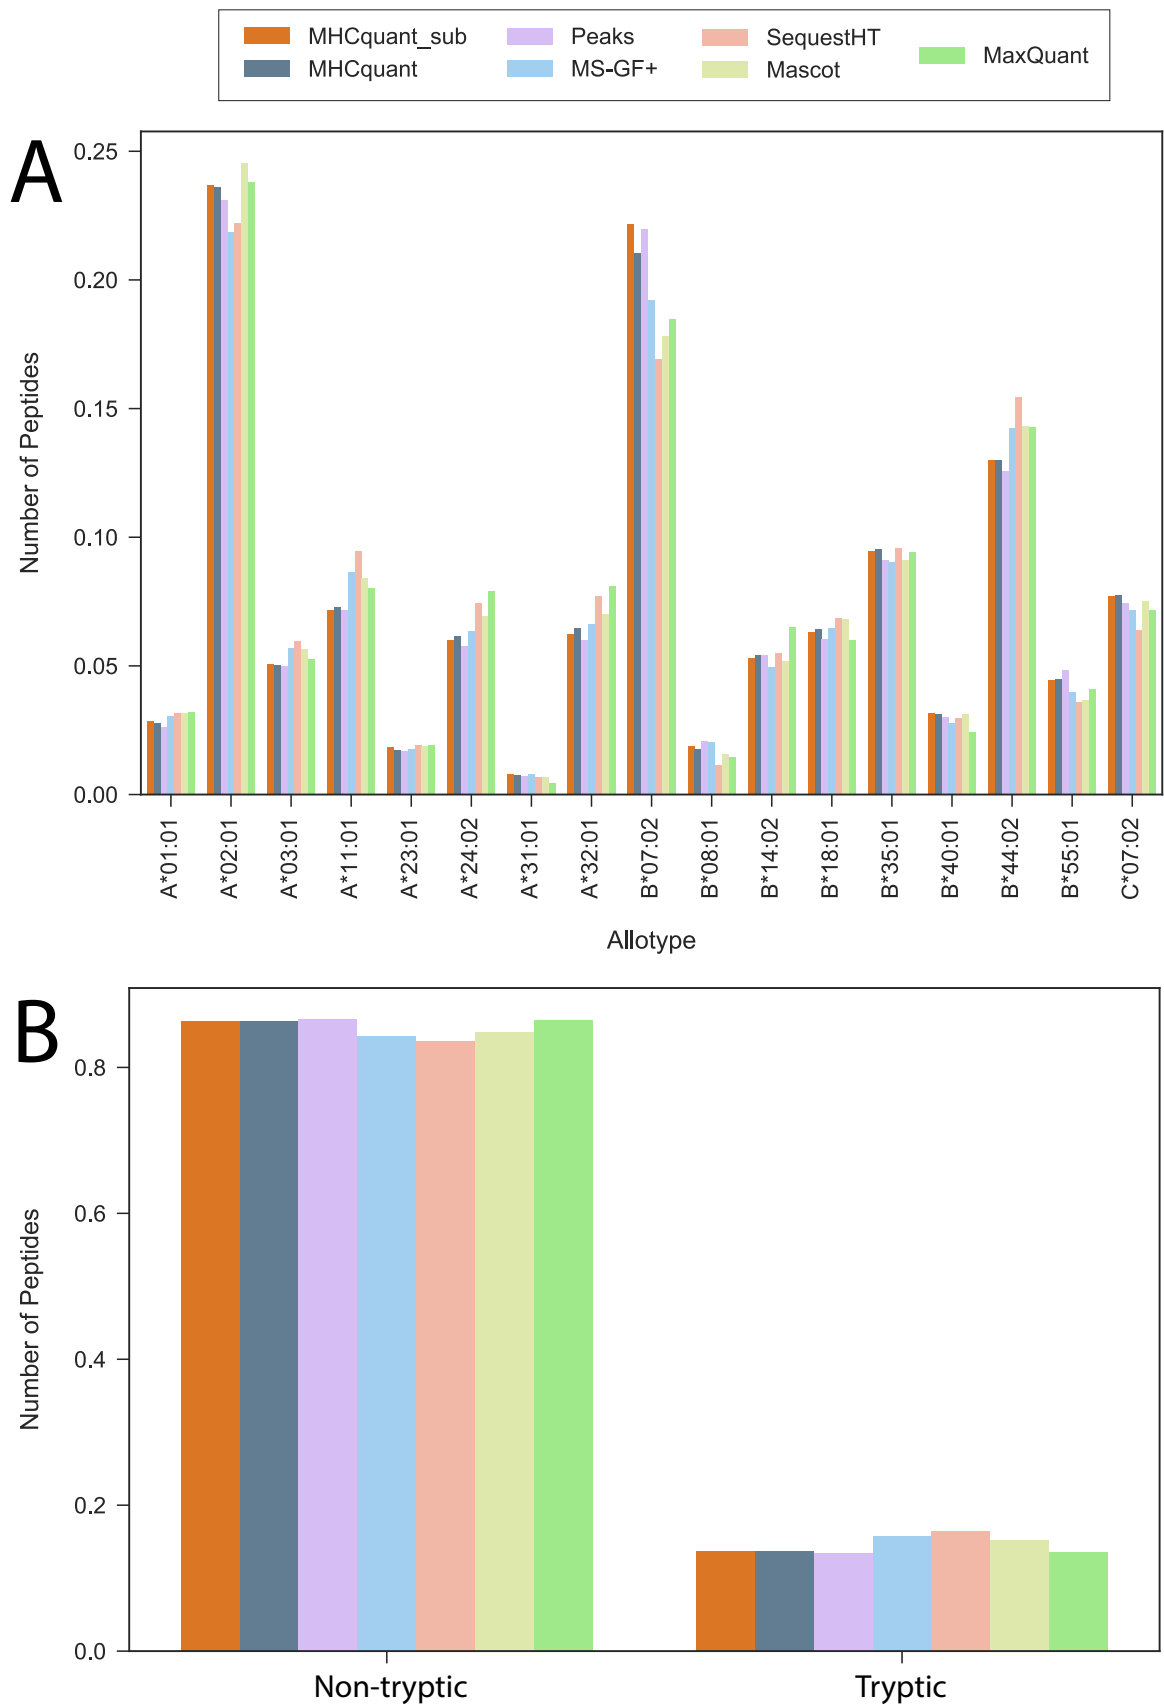 MHCquant_sub Peaks SequestHT MaxQuant
MHCquant MS-GF+ Mascot
A
0.25
0.20
0.15
0.10
0.05
0.00
Number of Peptides
A*01:01 A*02:01 A*03:01 A*11:01 A*23:01 A*24:02 A*31:01 A*32:01 B*07:02 B*08:01 B*14:02 B*18:01 B*35:01 B*40:01 B*44:02 B*55:01 C*07:02
Allotype
B
0.8
0.6
0.4
0.2
0.0
Number of Peptides
Non-tryptic Tryptic